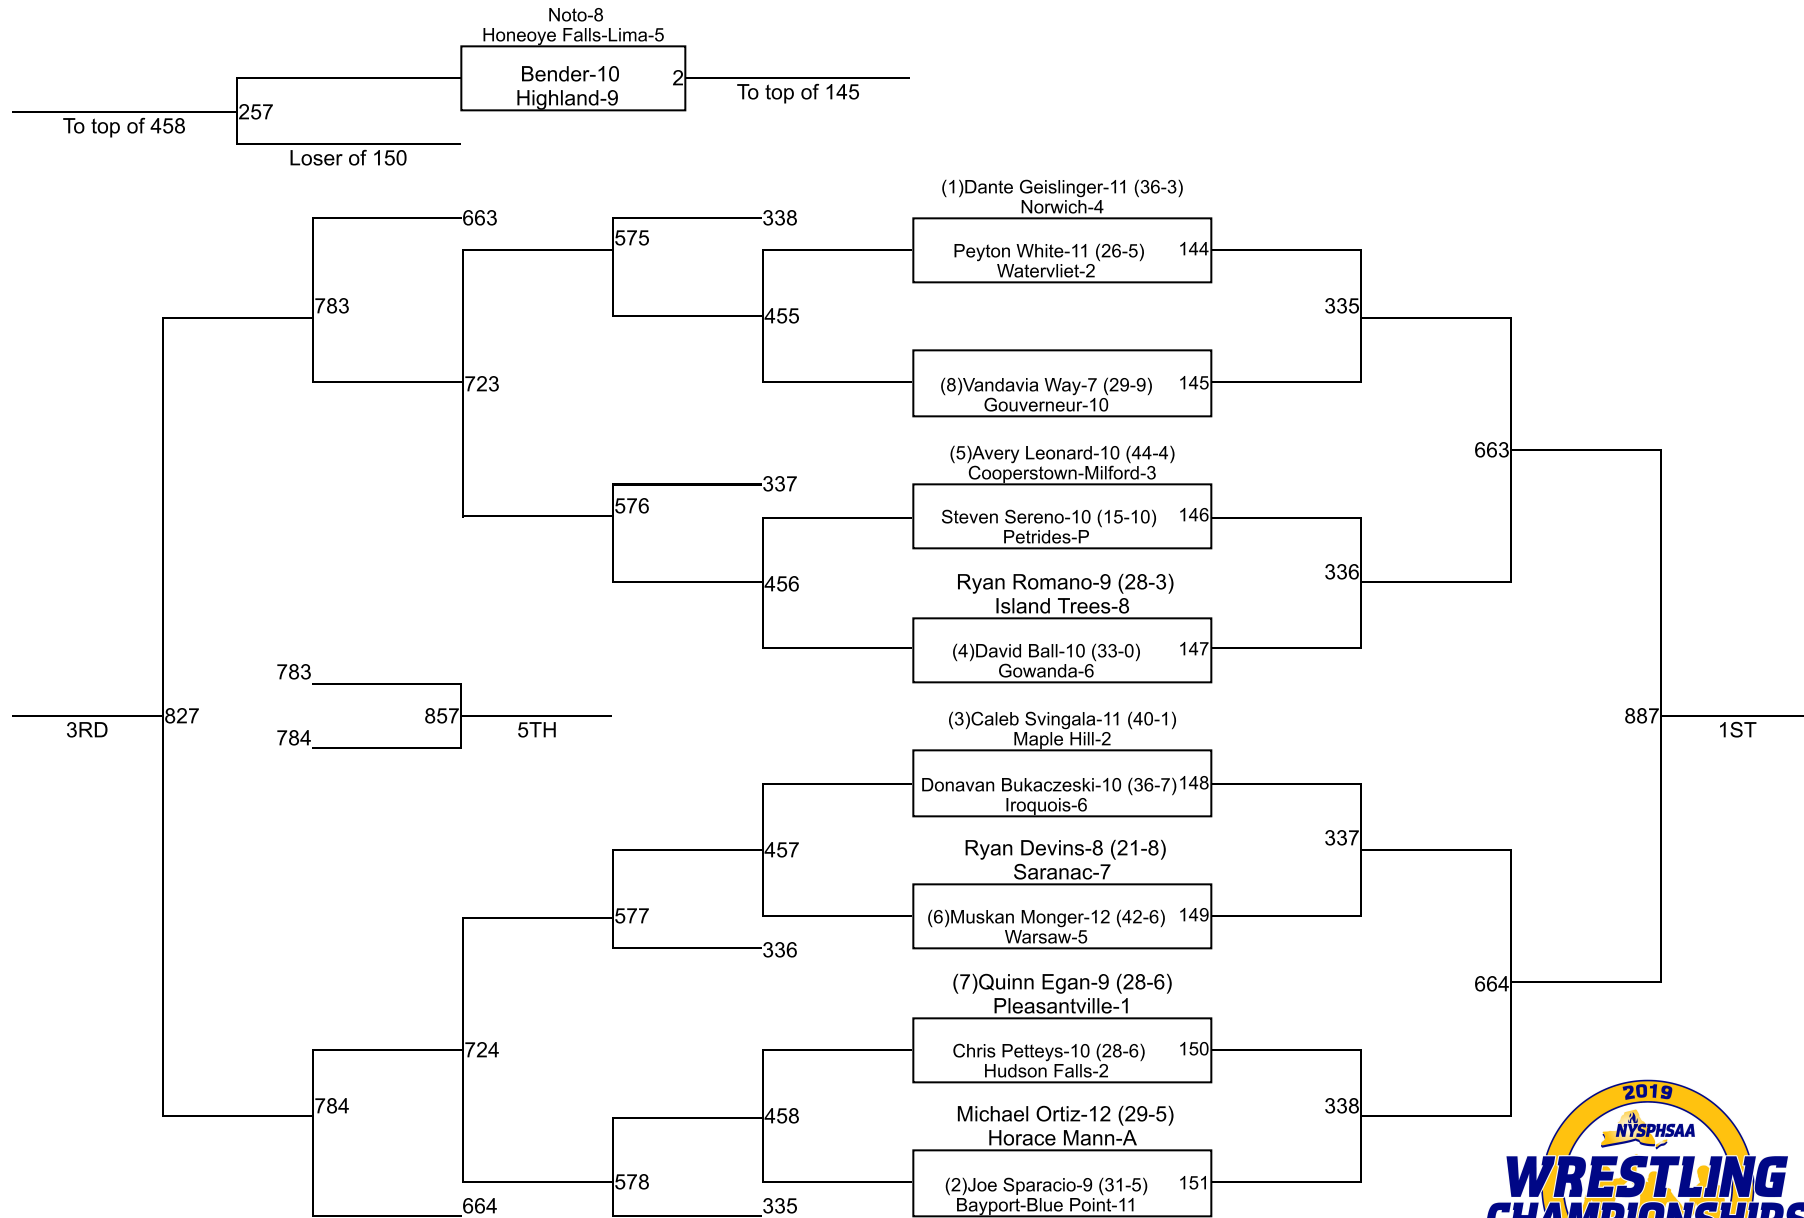 Noto-8
Honeoye Falls-Lima-5
Bender-10
2
Highland-9
To top of 145
257
To top of 458
Loser of 150
(1)Dante Geislinger-11 (36-3)
Norwich-4
663
338
575
Peyton White-11 (26-5)
144
Watervliet-2
783
455
335
723
(8)Vandavia Way-7 (29-9)
145
Gouverneur-10
(5)Avery Leonard-10 (44-4)
Cooperstown-Milford-3
663
337
576
Steven Sereno-10 (15-10)
146
Petrides-P
456
Ryan Romano-9 (28-3)
336
Island Trees-8
(4)David Ball-10 (33-0)
147
Gowanda-6
783
827
857
5TH
3RD
784
(3)Caleb Svingala-11 (40-1)
Maple Hill-2
887
1ST
Donavan Bukaczeski-10 (36-7)
148
Iroquois-6
457
Ryan Devins-8 (21-8)
337
Saranac-7
577
(6)Muskan Monger-12 (42-6)
149
Warsaw-5
336
(7)Quinn Egan-9 (28-6)
664
Pleasantville-1
724
Chris Petteys-10 (28-6)
150
Hudson Falls-2
784
458
Michael Ortiz-12 (29-5)
338
Horace Mann-A
578
(2)Joe Sparacio-9 (31-5)
151
Bayport-Blue Point-11
664
335
2019
NYSPHSAA
WRESTLING
CHAMPIONSHIPS